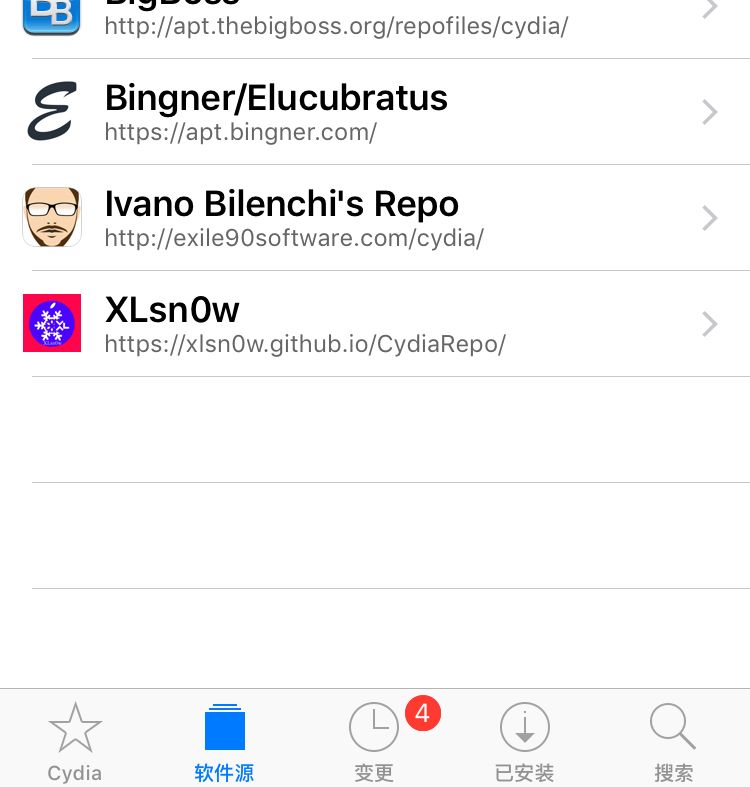 BigBoss
http://apt.thebigboss.org/repofiles/cydia/
Bingner/Elucubratus
https://apt.bingner.com/
Ivano Bilenchi's Repo
http://exile90software.com/cydia/
XLsn0w
https://xlsn0w.github.io/CydiaRepo/
4
Cydia
软件源
变更
已安装
搜索